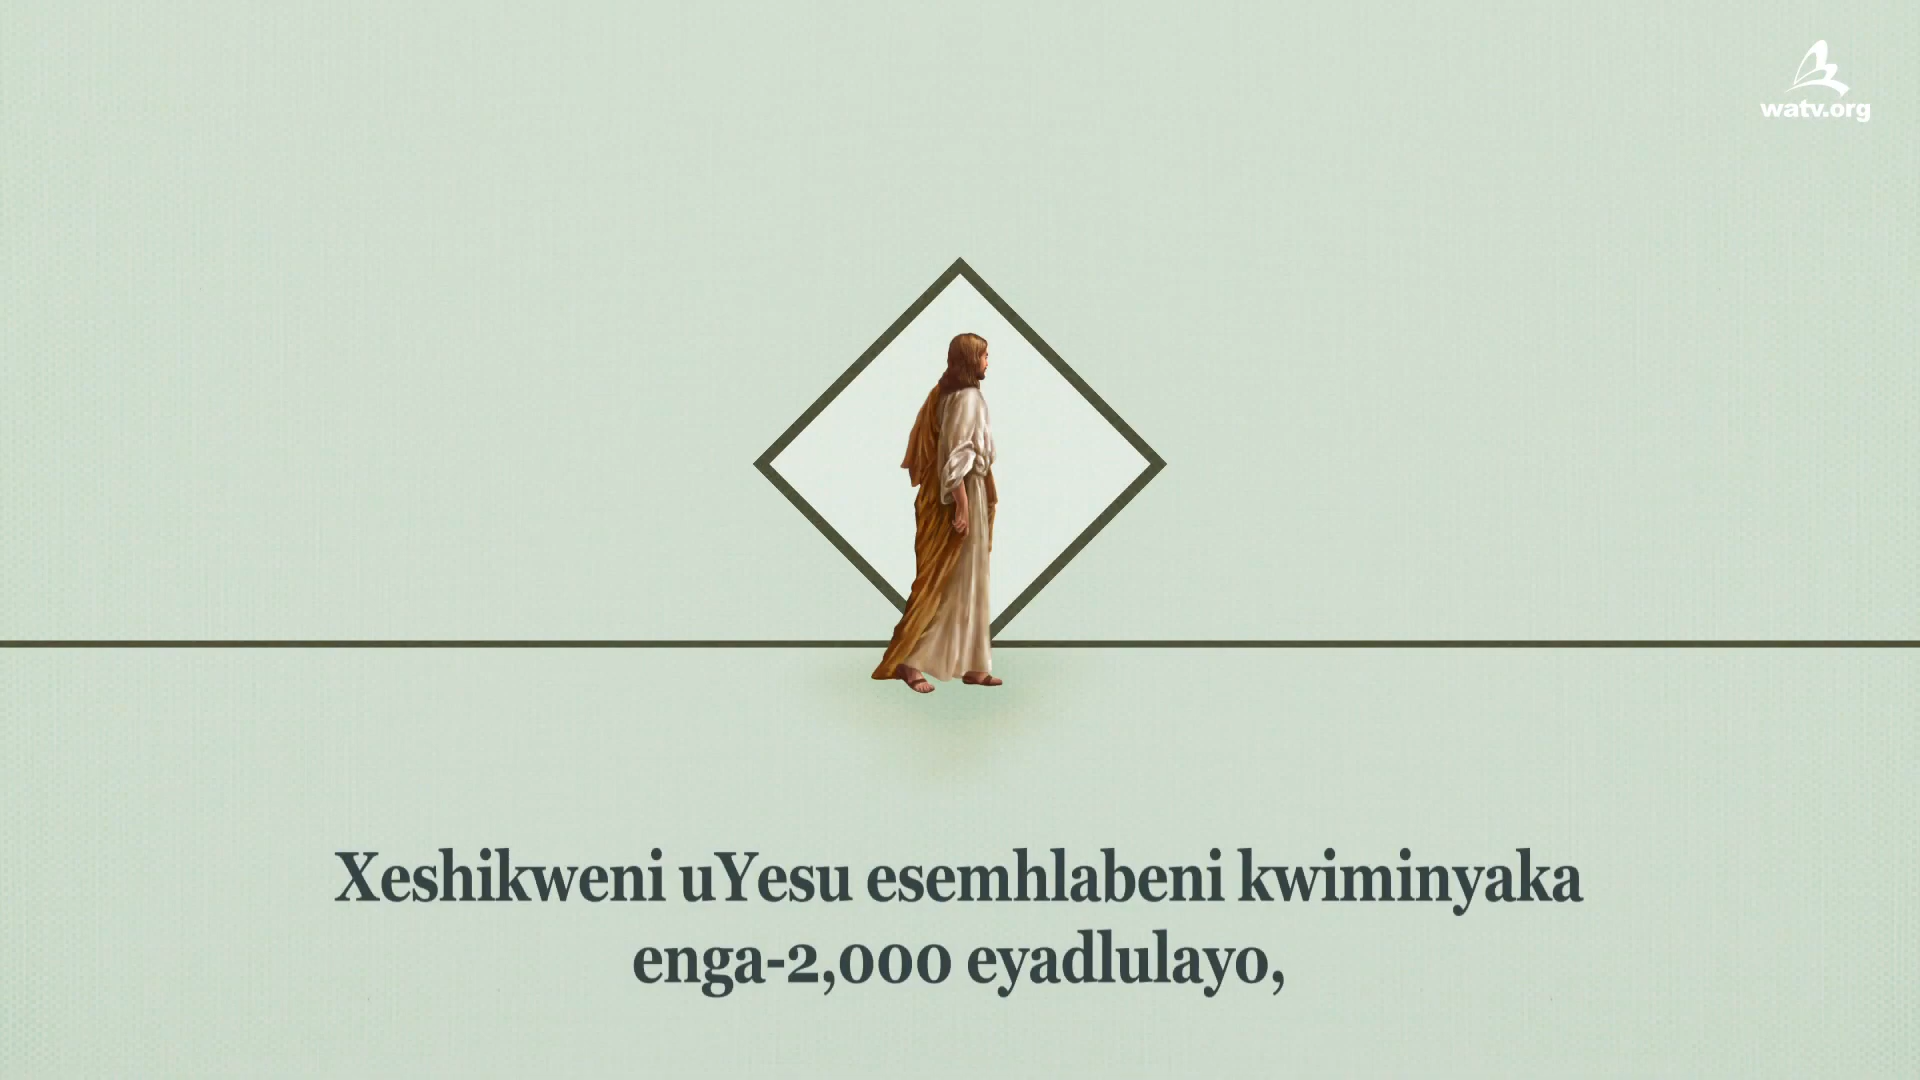 watv.org
Xeshikweni uYesu esemhlabeni kwiminyaka
enga-2,000 eyadlulayo,